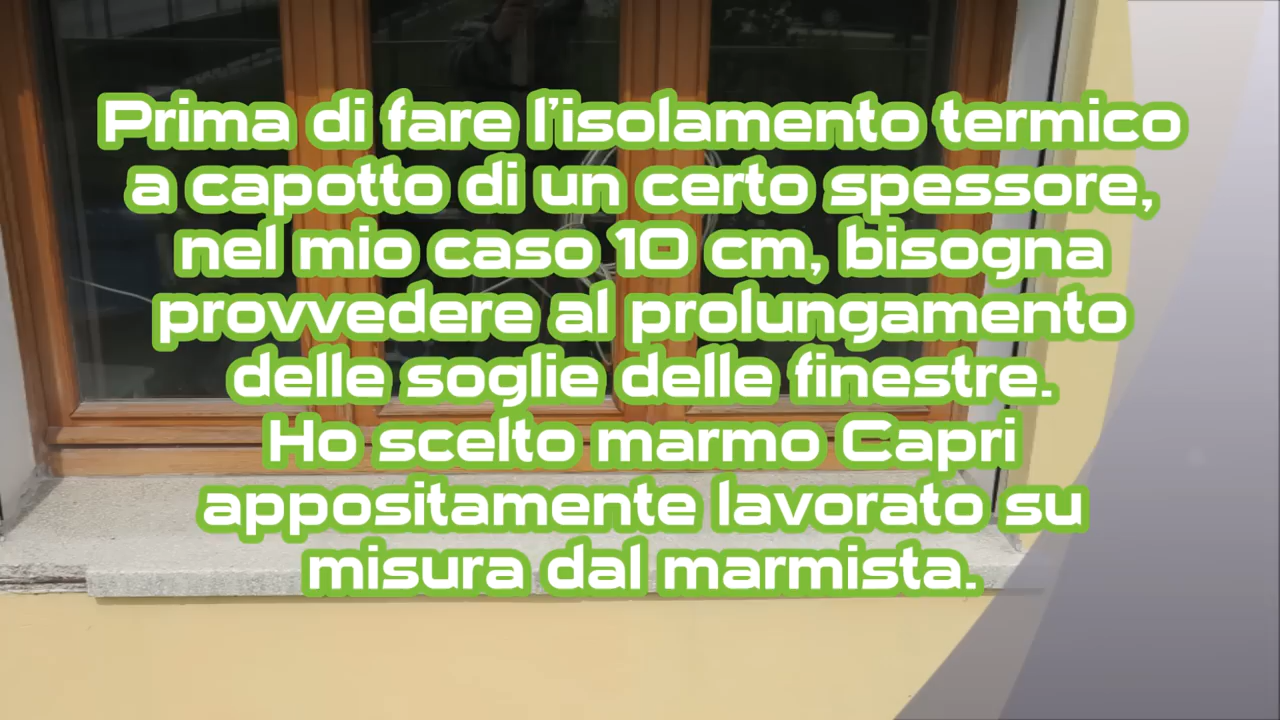 Prima di fare l'isolamento termico
a capotto di un certo spessore,
nel mio caso 10 cm, bisogna
provvedere al prolungamento
delle soglie delle finestre.
Ho scelto marmo Capri
appositamente lavorato su
misura dal marmista.